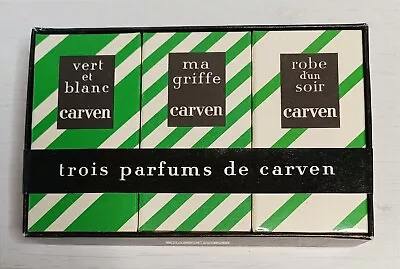 vert
et
blanc
carven
ma
griffe
carven
robe
d'un
soir
carven
trois parfums de carven